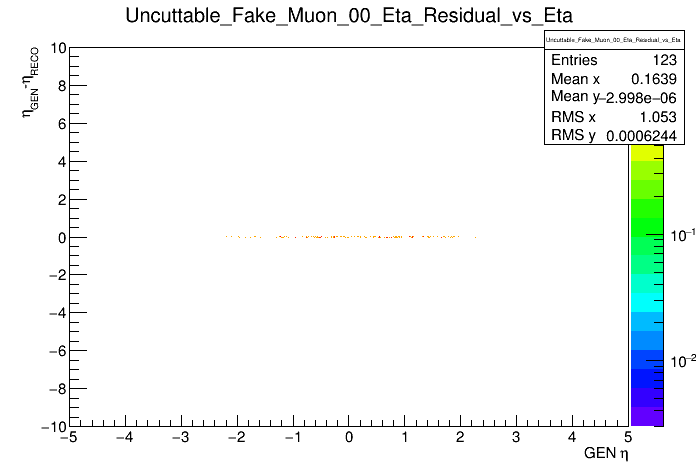 Uncuttable_Fake_Muon_00_Eta_Residual_vs_Eta
Uncuttable_Fake_Muon_00_Eta_Residual_vs_Eta
Entries 123
Mean x 0.1639
Mean y −2.998e−06
RMS x 1.053
RMS y 0.0006244
ηGEN-ηRECO
10
8
6
4
2
0
−2
−4
−6
−8
−10
−5 −4 −3 −2 −1 0 1 2 3 4 5
GEN η
10−1
10−2